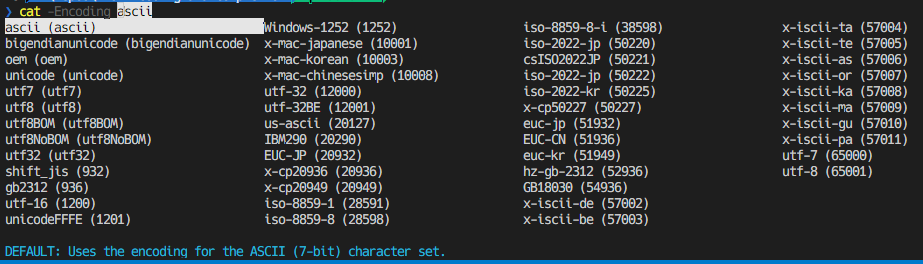 ❯ cat -Encoding ascii
ascii (ascii) Windows-1252 (1252) iso-8859-8-i (38598) x-iscii-ta (57004)
bigendianunicode (bigendianunicode) x-mac-japanese (10001) iso-2022-jp (50220) x-iscii-te (57005)
oem (oem) x-mac-korean (10003) csISO2022JP (50221) x-iscii-as (57006)
unicode (unicode) x-mac-chinesesimp (10008) iso-2022-jp (50222) x-iscii-or (57007)
utf7 (utf7) utf-32 (12000) iso-2022-kr (50225) x-iscii-ka (57008)
utf8 (utf8) utf-32BE (12001) x-cp50227 (50227) x-iscii-ma (57009)
utf8BOM (utf8BOM) us-ascii (20127) euc-jp (51932) x-iscii-gu (57010)
utf8NoBOM (utf8NoBOM) IBM290 (20290) EUC-CN (51936) x-iscii-pa (57011)
utf32 (utf32) EUC-JP (20932) euc-kr (51949) utf-7 (65000)
shift_jis (932) x-cp20936 (20936) hz-gb-2312 (52936) utf-8 (65001)
gb2312 (936) x-cp20949 (20949) GB18030 (54936)
utf-16 (1200) iso-8859-1 (28591) x-iscii-de (57002)
unicodeFFFE (1201) iso-8859-8 (28598) x-iscii-be (57003)
DEFAULT: Uses the encoding for the ASCII (7-bit) character set.